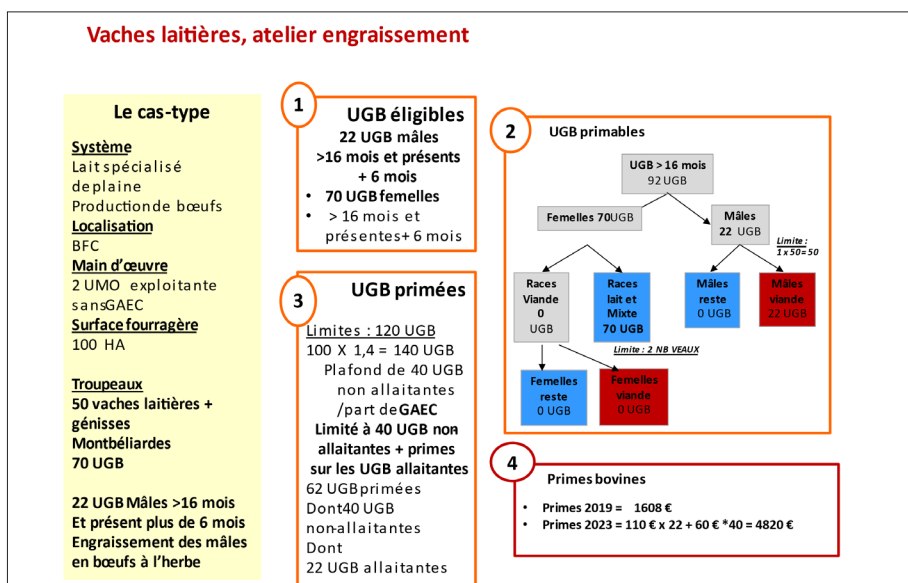 Vaches laitières, atelier engraissement
Le cas-type
Système
Lait spécialisé
de plaine
Production de bœufs
Localisation
BFC
Main d'œuvre
2 UMO exploitante
sans GAEC
Surface fourragère
100 HA
Troupeaux
50 vaches laitières +
génisses
Montbéliardes
70 UGB
22 UGB Mâles >16 mois
Et présent plus de 6 mois
Engraissement des mâles
en bœufs à l'herbe
1
UGB éligibles
22 UGB mâles
>16 mois et présents
+ 6 mois
• 70 UGB femelles
• > 16 mois et
présentes+ 6 mois
3
UGB primées
Limites : 120 UGB
100 X 1,4 = 140 UGB
Plafond de 40 UGB
non allaitantes
/part de GAEC
Limité à 40 UGB non-
allaitantes + primes
sur les UGB allaitantes
62 UGB primées
Dont 40 UGB
non-allaitantes
Dont
22 UGB allaitantes
2
UGB primables
UGB > 16 mois
92 UGB
Femelles 70UGB
Mâles
22 UGB
Limite :
1 x 50 = 50
Races
Viande
0
UGB
Races
lait et
Mixte
70 UGB
Mâles
reste
0 UGB
Mâles
viande
22 UGB
Limite : 2 NB VEAUX
Femelles
reste
0 UGB
Femelles
viande
0 UGB
4
Primes bovines
• Primes 2019 = 1608 €
• Primes 2023 = 110 € x 22 + 60 € *40 = 4820 €